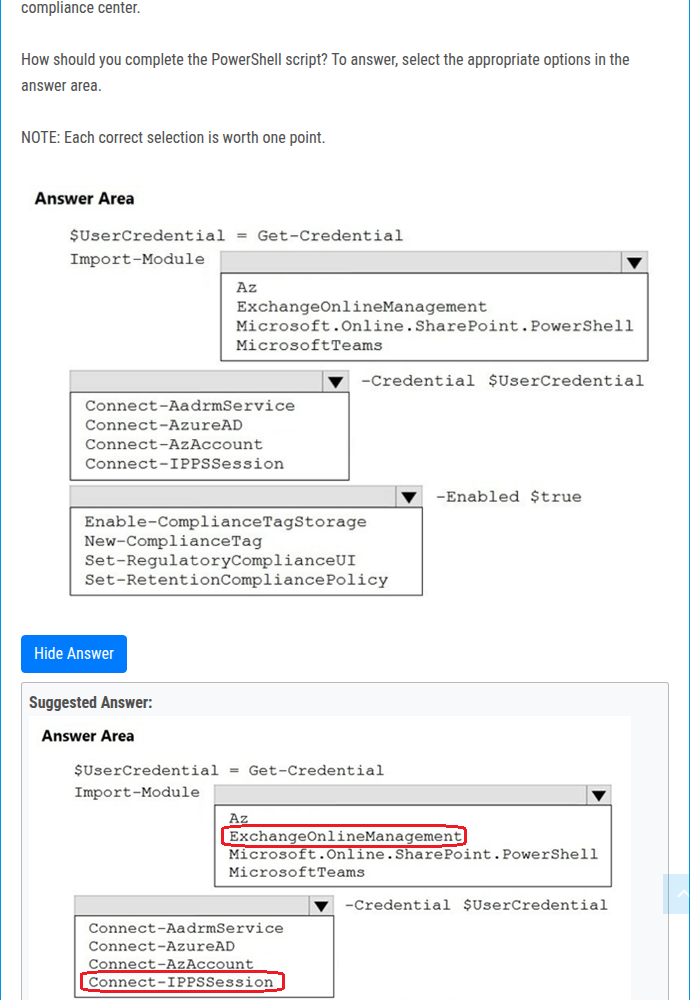 compliance center.
How should you complete the PowerShell script? To answer, select the appropriate options in the
answer area.
NOTE: Each correct selection is worth one point.
Answer Area
$UserCredential = Get-Credential
Import-Module
Az
ExchangeOnlineManagement
Microsoft.Online.SharePoint.PowerShell
MicrosoftTeams
-Credential $UserCredential
Connect-AadrmService
Connect-AzureAD
Connect-AzAccount
Connect-IPPSSession
-Enabled $true
Enable-ComplianceTagStorage
New-ComplianceTag
Set-RegulatoryComplianceUI
Set-RetentionCompliancePolicy
Hide Answer
Suggested Answer:
Answer Area
$UserCredential = Get-Credential
Import-Module
Az
ExchangeOnlineManagement
Microsoft.Online.SharePoint.PowerShell
MicrosoftTeams
-Credential $UserCredential
Connect-AadrmService
Connect-AzureAD
Connect-AzAccount
Connect-IPPSSession